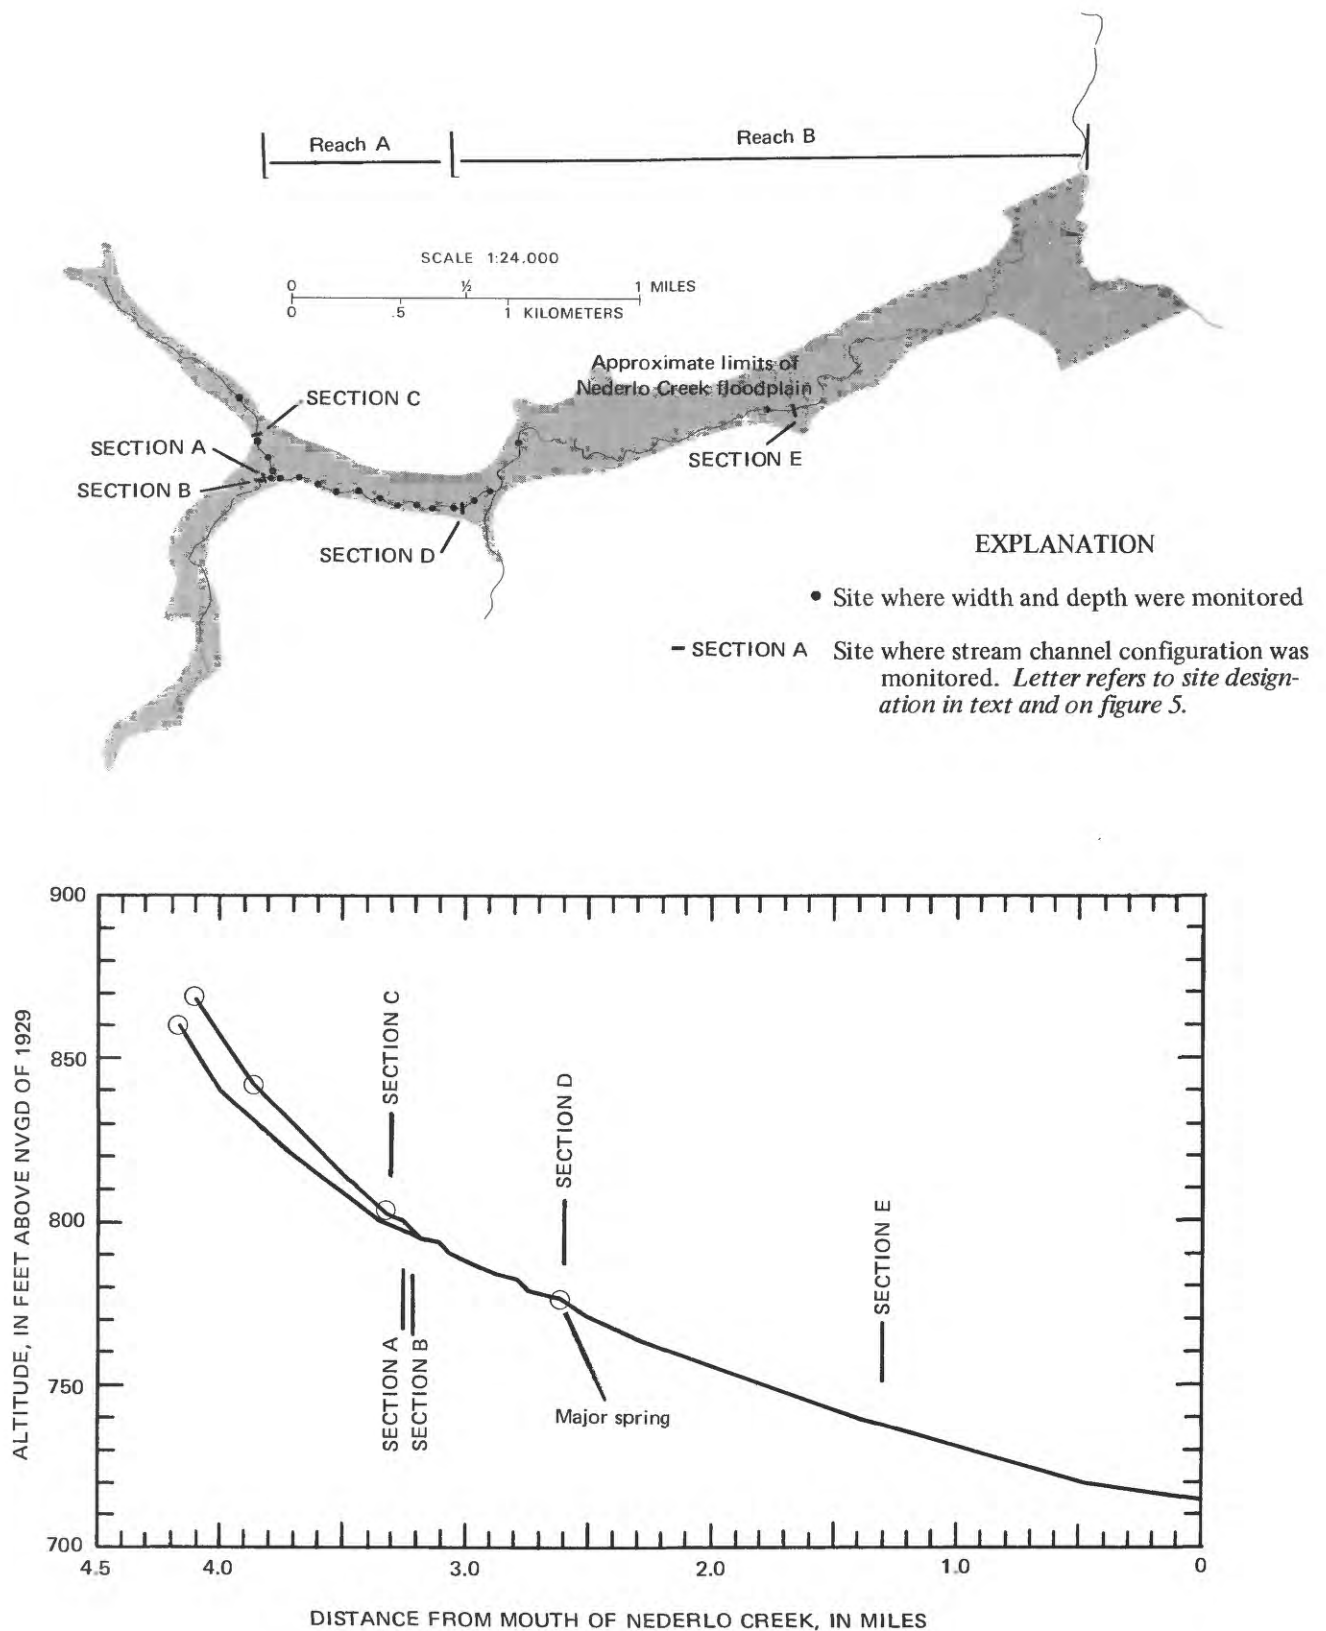 Reach A
Reach B
SCALE 1:24.000
0 ½ 1 MILES
0 .5 1 KILOMETERS
Approximate limits of
Nederlo Creek floodplain
SECTION C
SECTION A
SECTION B
SECTION E
SECTION D
EXPLANATION
Site where width and depth were monitored
SECTION A Site where stream channel configuration was
monitored. Letter refers to site design-
ation in text and on figure 5.
900
850
800
750
700
ALTITUDE, IN FEET ABOVE NVGD OF 1929
SECTION C
SECTION D
SECTION E
SECTION A
SECTION B
Major spring
4.5 4.0 3.0 2.0 1.0 0
DISTANCE FROM MOUTH OF NEDERLO CREEK, IN MILES